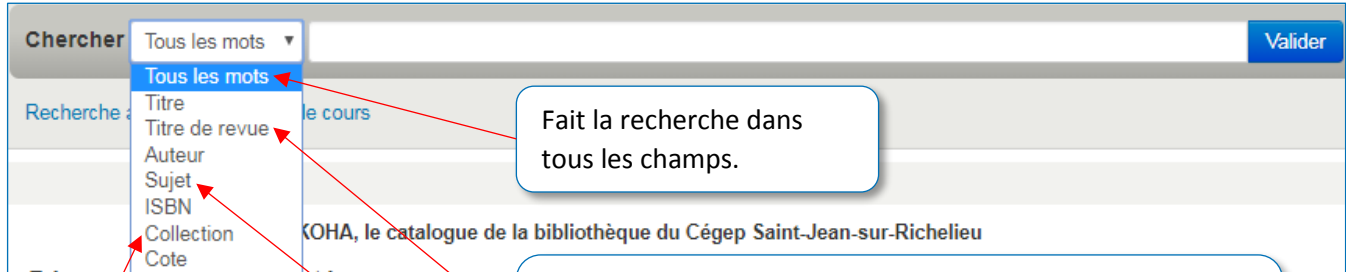 Chercher Tous les mots Valider
Tous les mots
Titre
Titre de revue
Auteur
Sujet
ISBN
Collection
Cote
Recherche le cours
Fait la recherche dans
tous les champs.
KOHA, le catalogue de la bibliothèque du Cégep Saint-Jean-sur-Richelieu